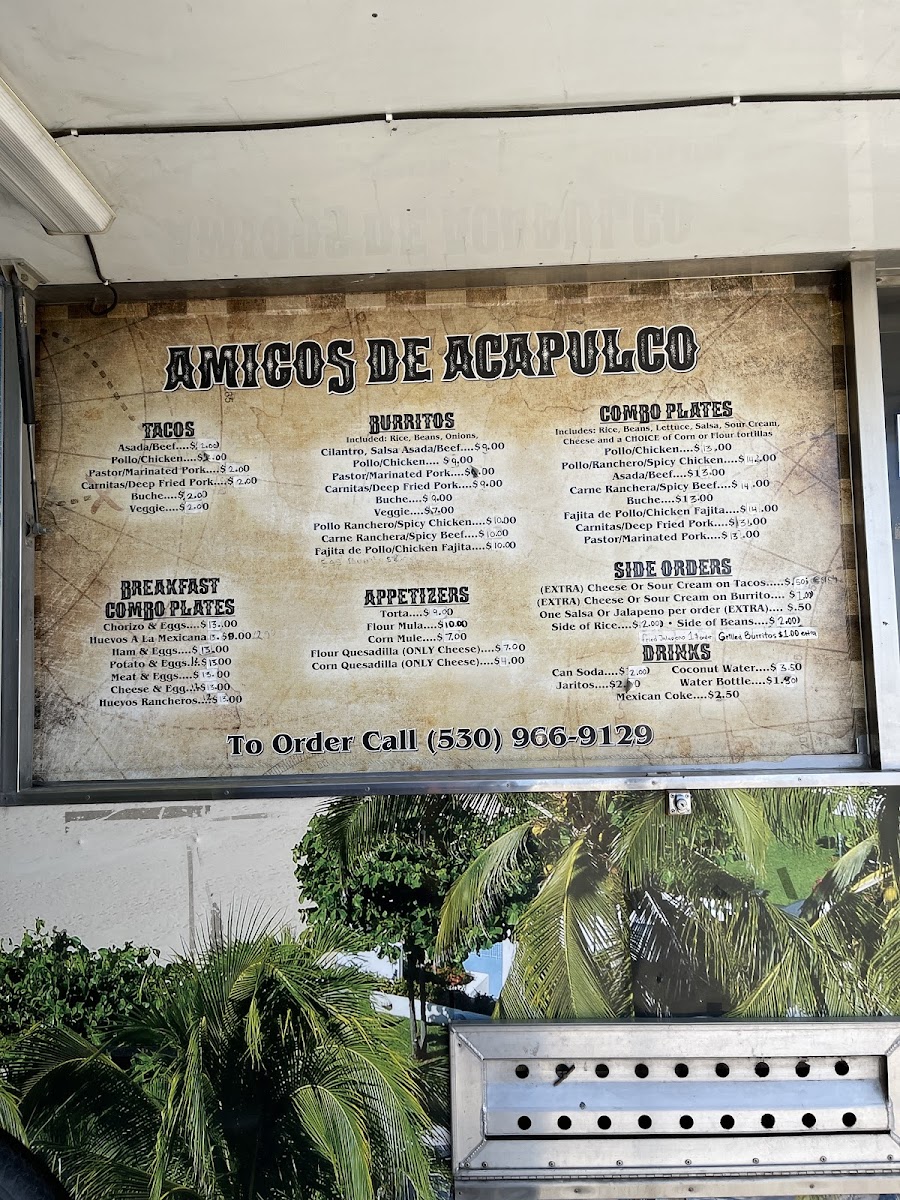 AMIGOS DE ACAPULCO
TACOS
Asada/Beef....$2.00
Pollo/Chicken....$2.00
Pastor/Marinated Pork....$2.00
Carnitas/Deep Fried Pork....$2.00
Buche....$2.00
Veggie....$2.00
BREAKFAST
COMBO PLATES
Chorizo & Eggs....$13.00
Huevos A La Mexicana
Ham & Eggs....$13.00
Potato & Eggs..$13.00
Meat & Eggs....$13.00
Cheese & Egg..$13.00
Huevos Rancheros...$13.00
BURRITOS
Included: Rice, Beans, Onions,
Cilantro, Salsa Asada/Beef....$9.00
Pollo/Chicken.... $9.00
Pastor/Marinated Pork....$9.00
Carnitas/Deep Fried Pork....$9.00
Buche....$9.00
Veggie....$7.00
Pollo Ranchero/Spicy Chicken....$10.00
Carne Ranchera/Spicy Beef....$10.00
Fajita de Pollo/Chicken Fajita....$10.00
APPETIZERS
Torta....$9.00
Flour Mula....$10.00
Corn Mule....$7.00
Flour Quesadilla (ONLY Cheese)....$7.00
Corn Quesadilla (ONLY Cheese)....$4.00
COMBO PLATES
Includes: Rice, Beans, Lettuce, Salsa, Sour Cream,
Cheese and a CHOICE of Corn or Flour tortillas
Pollo/Chicken....$13.00
Pollo/Ranchero/Spicy Chicken....$14.00
Asada/Beef....$13.00
Carne Ranchera/Spicy Beef....$14.00
Buche....$13.00
Fajita de Pollo/Chicken Fajita....$14.00
Carnitas/Deep Fried Pork....$13.00
Pastor/Marinated Pork....$13.00
SIDE ORDERS
(EXTRA) Cheese Or Sour Cream on Tacos.....$.50
(EXTRA) Cheese Or Sour Cream on Burrito.... $1.00
One Salsa Or Jalapeno per order (EXTRA).... $.50
Side of Rice....$2.00 • Side of Beans....$2.00
Fried Jalapeno Grilled Burritos $1.00 extra
DRINKS
Can Soda....$2.00 Coconut Water....$3.50
Jaritos....$2. Water Bottle....$1.
Mexican Coke....$2.50
To Order Call (530) 966-9129